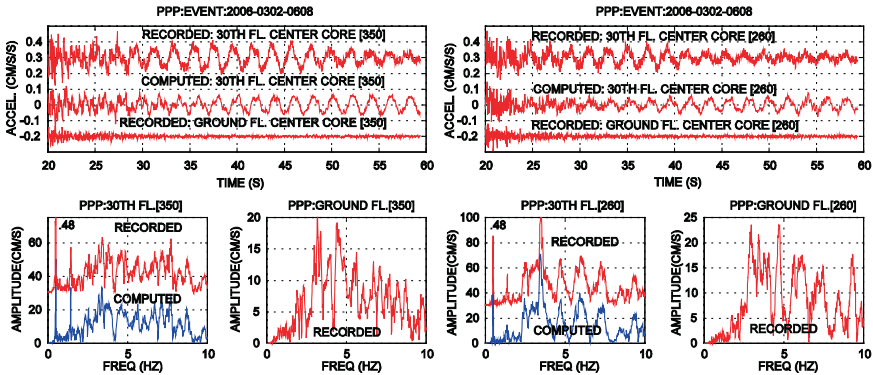 PPP:EVENT:2006-0302-0608
RECORDED: 30TH FL. CENTER CORE [350]
COMPUTED: 30TH FL. CENTER CORE [350]
RECORDED: GROUND FL. CENTER CORE [350]
ACCEL. (CM/S/S)
0.4
0.3
0.2
0.1
0
-0.1
-0.2
20 25 30 35 40 45 50 55 60
TIME (S)
PPP:EVENT:2006-0302-0608
RECORDED: 30TH FL. CENTER CORE [260]
COMPUTED: 30TH FL. CENTER CORE [260]
RECORDED: GROUND FL. CENTER CORE [260]
ACCEL. (CM/S/S)
0.4
0.3
0.2
0.1
0
-0.1
-0.2
20 25 30 35 40 45 50 55 60
TIME (S)
PPP:30TH FL.[350]
.48
RECORDED
COMPUTED
AMPLITUDE(CM/S)
60
40
20
0
0 5 10
FREQ (HZ)
PPP:GROUND FL.[350]
RECORDED
AMPLITUDE(CM/S)
20
15
10
5
0
0 5 10
FREQ (HZ)
PPP:30TH FL.[260]
.48
RECORDED
COMPUTED
AMPLITUDE(CM/S)
100
80
60
40
20
0
0 5 10
FREQ (HZ)
PPP:GROUND FL.[260]
RECORDED
AMPLITUDE(CM/S)
25
20
15
10
5
0
0 5 10
FREQ (HZ)